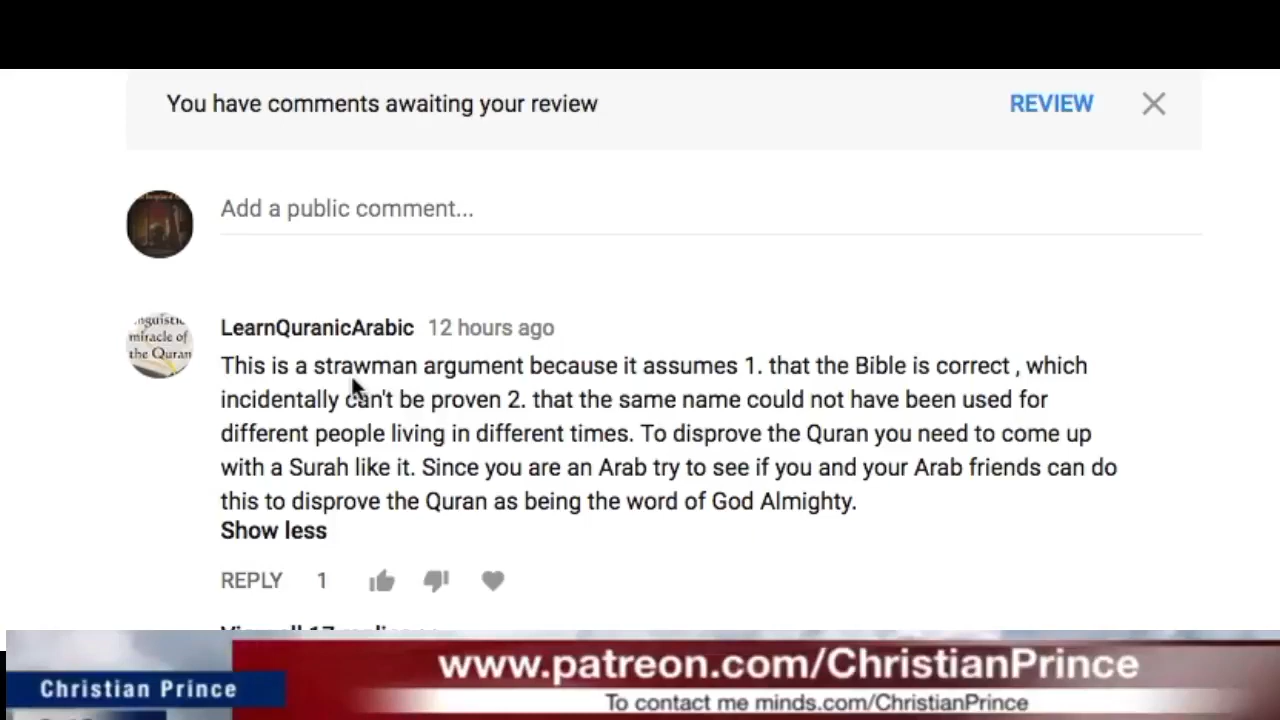 You have comments awaiting your review
REVIEW
Add a public comment...
nguistic
miracle of
the Quran
LearnQuranicArabic 12 hours ago
This is a strawman argument because it assumes 1. that the Bible is correct , which
incidentally can't be proven 2. that the same name could not have been used for
different people living in different times. To disprove the Quran you need to come up
with a Surah like it. Since you are an Arab try to see if you and your Arab friends can do
this to disprove the Quran as being the word of God Almighty.
Show less
REPLY 1
www.patreon.com/ChristianPrince
Christian Prince
To contact me minds.com/ChristianPrince